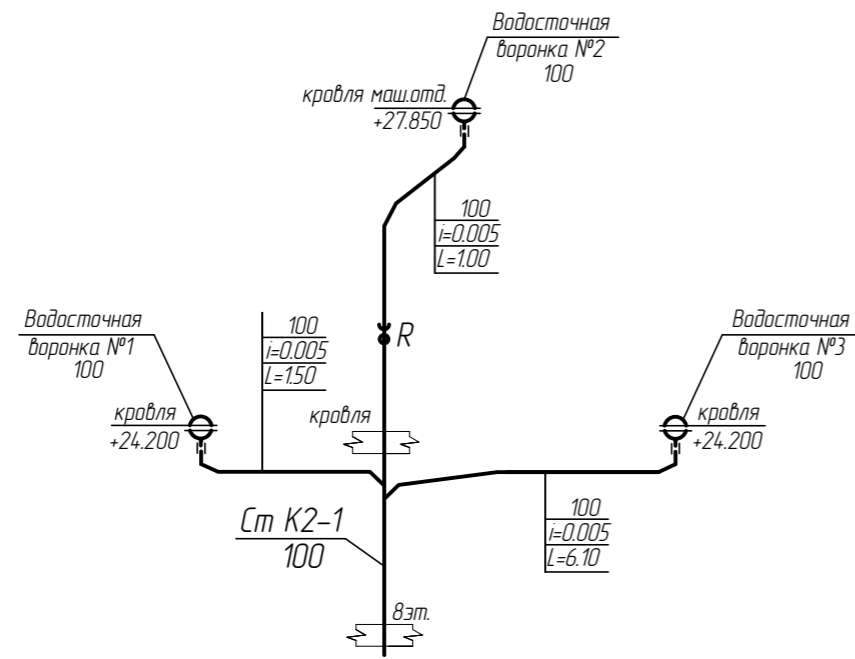 Водосточная
воронка №2
100
кровля маш.отд.
+27.850
100
i=0.005
L=1.00
R
Водосточная
воронка №1
100
100
i=0.005
L=1.50
Водосточная
воронка №3
100
кровля
+24.200
кровля
кровля
+24.200
Ст К2-1
100
100
i=0.005
L=6.10
8эт.